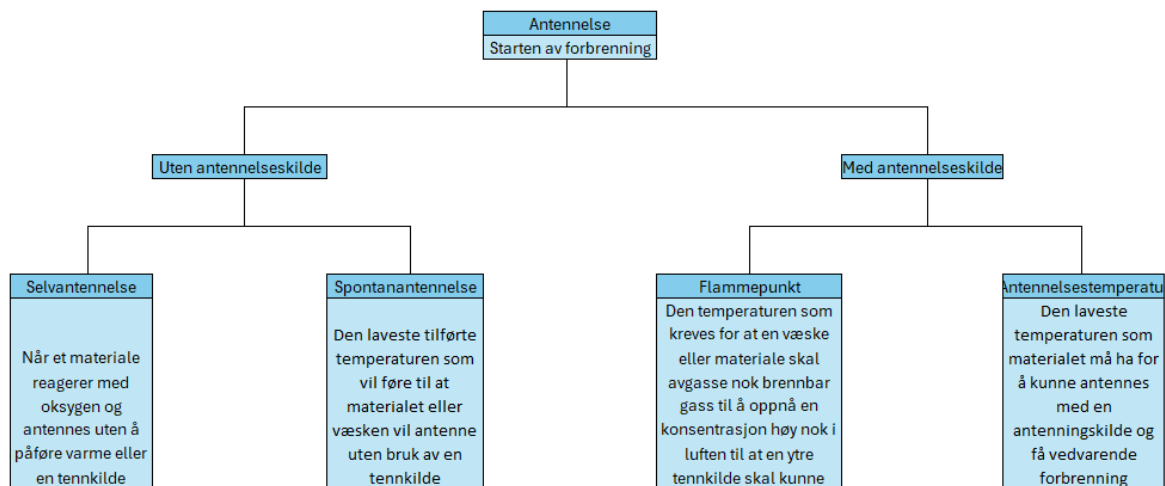 Antennelse
Starten av forbrenning
Uten antennelseskilde
Med antennelseskilde
Selvantennelse
Når et materiale
reagerer med
oksygen og
antennes uten å
påføre varme eller
en tennkilde
Spontanantennelse
Den laveste tilførte
temperaturen som
vil føre til at
materialet eller
væsken vil antenne
uten bruk av en
tennkilde
Flammepunkt
Den temperaturen som
kreves for at en væske
eller materiale skal
avgasse nok brennbar
gass til å oppnå en
konsentrasjon høy nok i
luften til at en ytre
tennkilde skal kunne
Antennelsestemperatu
Den laveste
temperaturen som
materialet må ha for
å kunne antennes
med en
antenningskilde og
få vedvarende
forbrenning